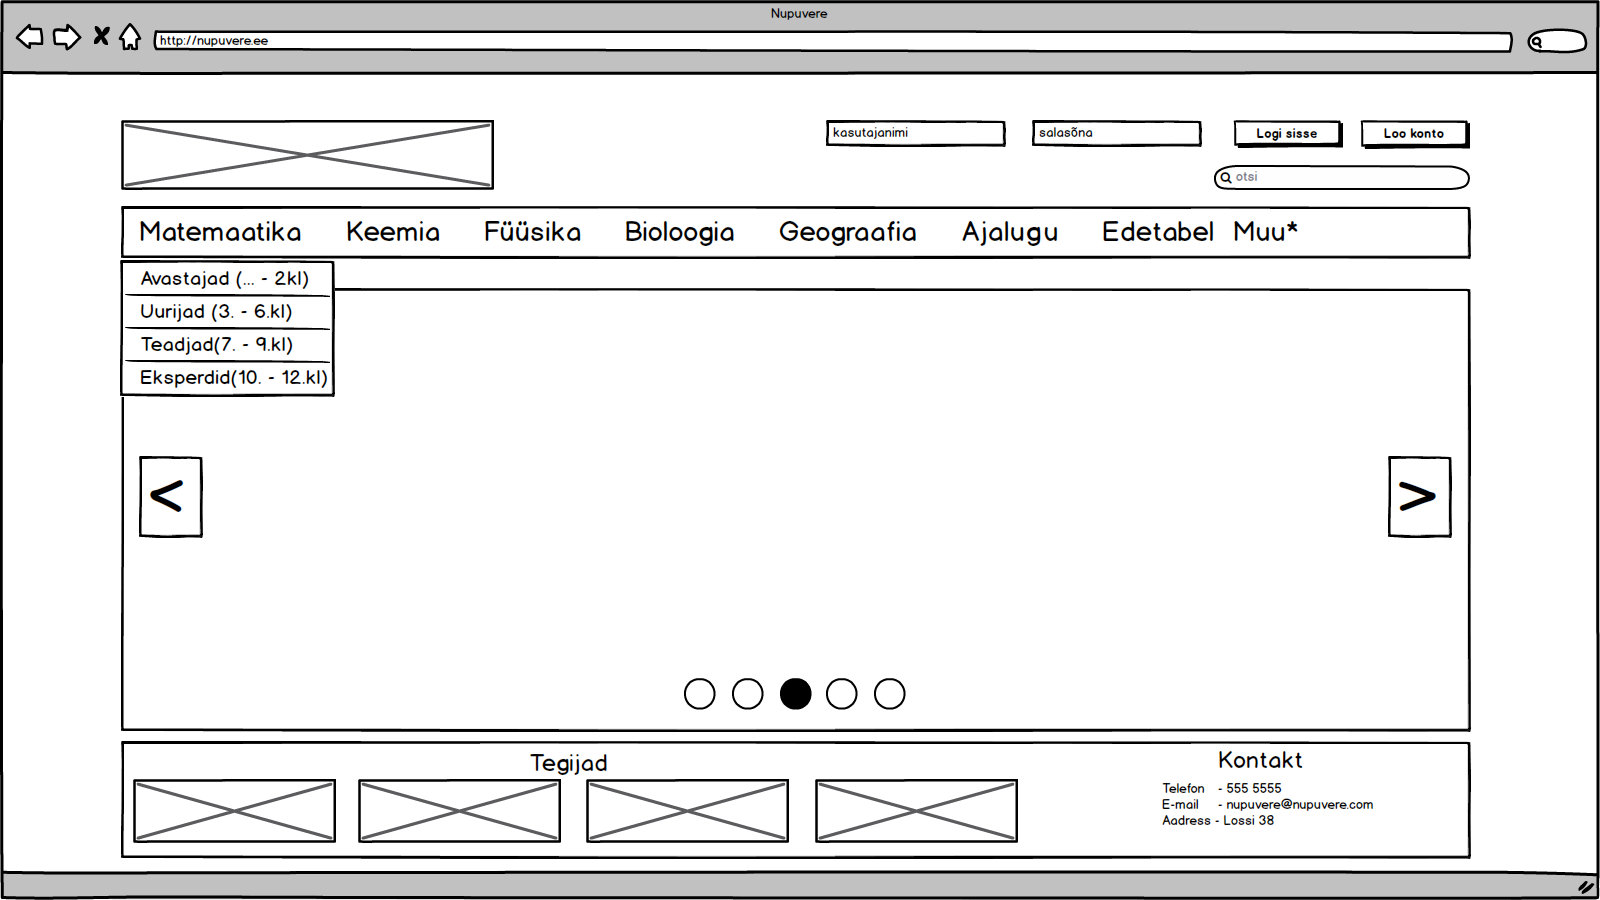 Nupuvere
http://nupuvere.ee
kasutajanimi
salasõna
Logi sisse
Loo konto
otsi
Matemaatika Keemia Füüsika Bioloogia Geograafia Ajalugu Edetabel Muu*
Avastajad (... - 2kl)
Uurijad (3. - 6.kl)
Teadjad(7. - 9.kl)
Eksperdid(10. - 12.kl)
<
>
Tegijad
Kontakt
Telefon - 555 5555
E-mail - nupuvere@nupuvere.com
Aadress - Lossi 38